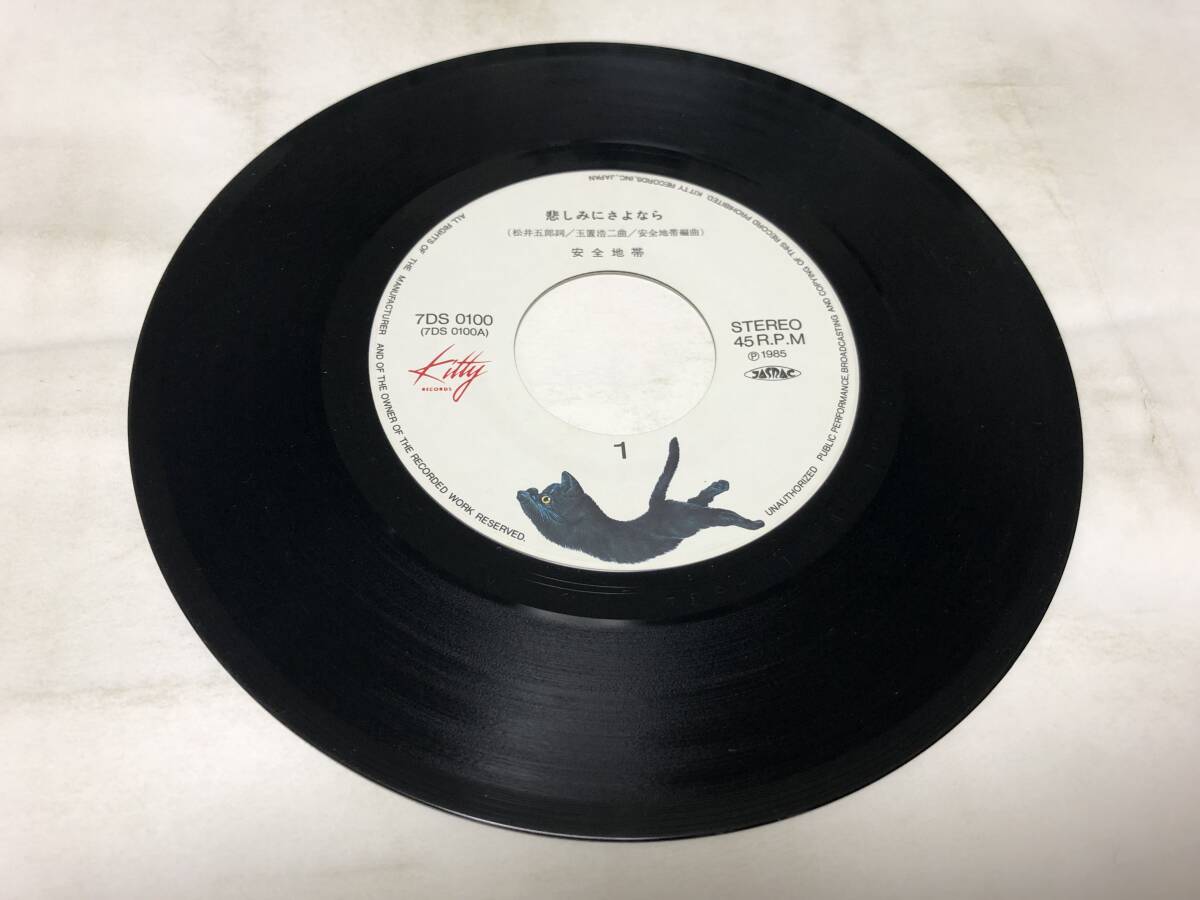 悲しみにさよなら
(松井五郎詞/玉置浩二曲/安全地帯編曲)
安全地帯
7DS 0100
(7DS 0100A)
Kitty
RECORDS
STEREO
45 R.P.M
Ⓟ1985
JASRAC
1
ALL RIGHTS OF THE MANUFACTURER AND OF THE OWNER OF THE RECORDED WORK RESERVED.
UNAUTHORIZED PUBLIC PERFORMANCE,BROADCASTING AND COPYING OF THIS RECORD PROHIBITED. KITTY RECORDS,INC.,JAPAN